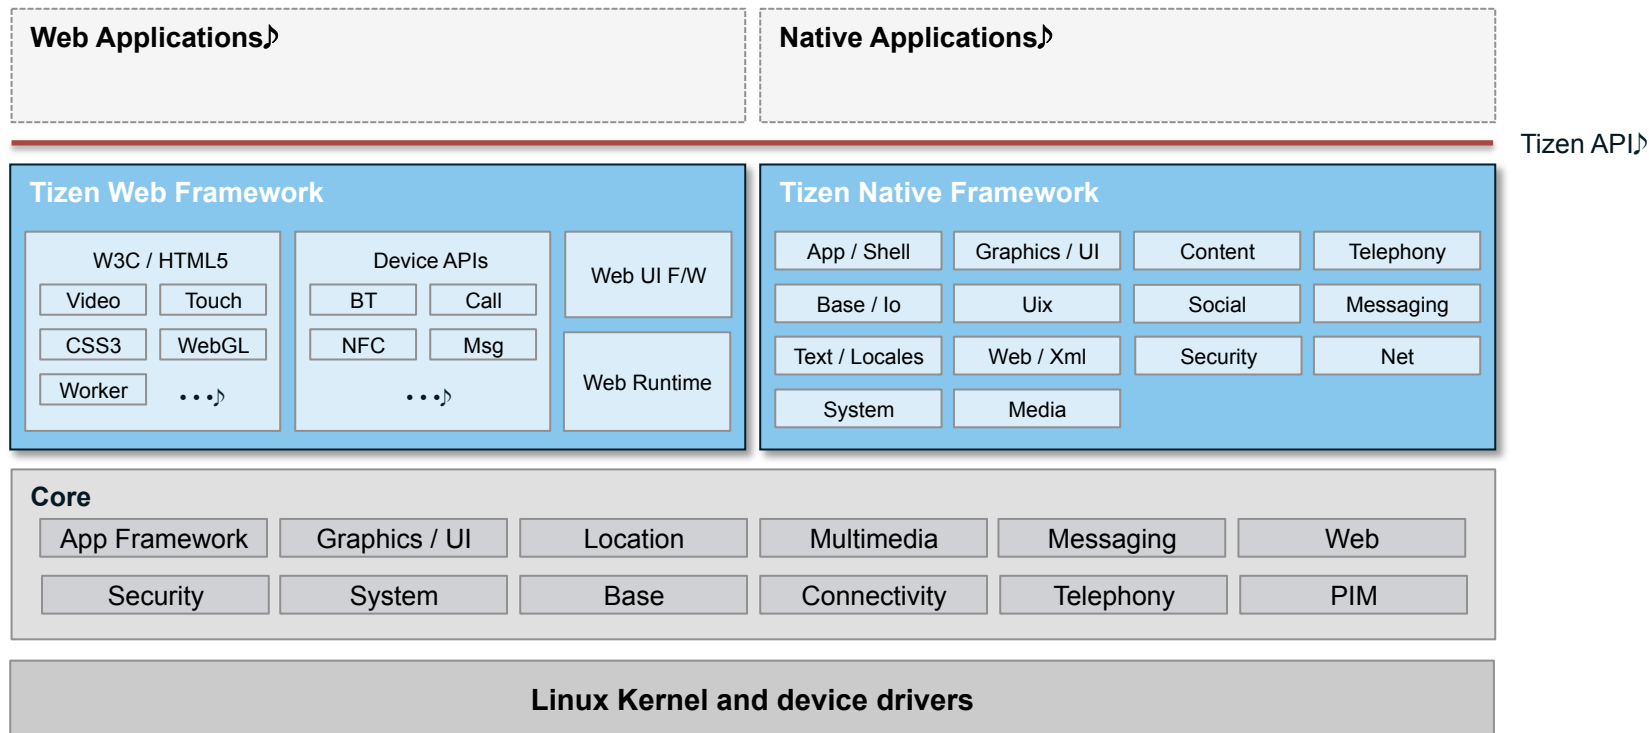 Web Applications♪
Native Applications♪
Tizen API♪
Tizen Web Framework
W3C / HTML5
Video
Touch
CSS3
WebGL
Worker
• • •♪
Device APIs
BT
Call
NFC
Msg
• • •♪
Web UI F/W
Web Runtime
Tizen Native Framework
App / Shell
Graphics / UI
Content
Telephony
Base / Io
Uix
Social
Messaging
Text / Locales
Web / Xml
Security
Net
System
Media
Core
App Framework
Graphics / UI
Location
Multimedia
Messaging
Web
Security
System
Base
Connectivity
Telephony
PIM
Linux Kernel and device drivers